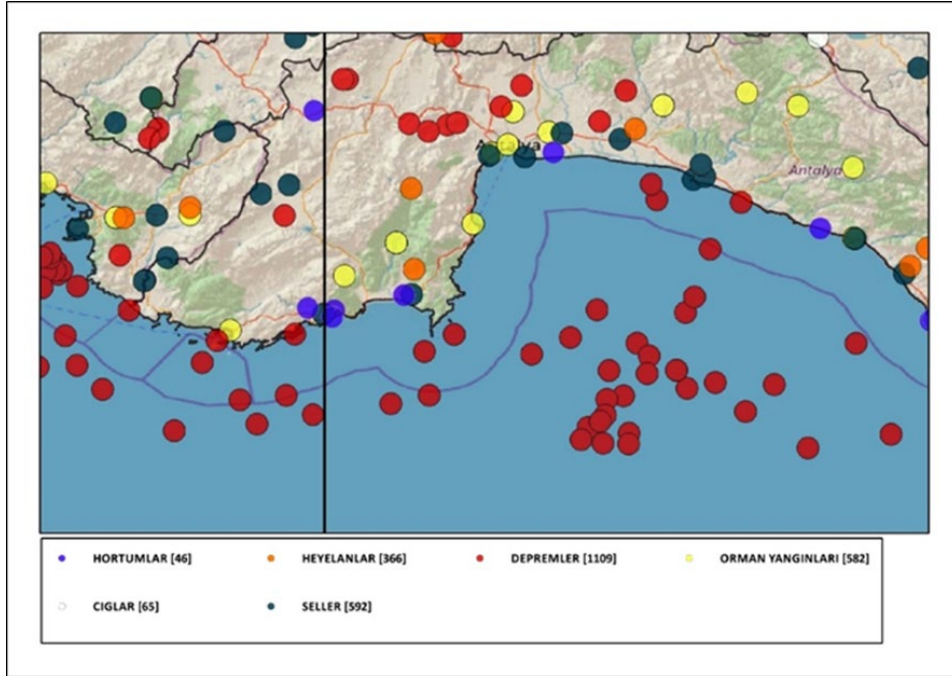 Antalya
Antalya
HORTUMLAR [46]
HEYELANLAR [366]
DEPREMLER [1109]
ORMAN YANGINLARI [582]
CIGLAR [65]
SELLER [592]